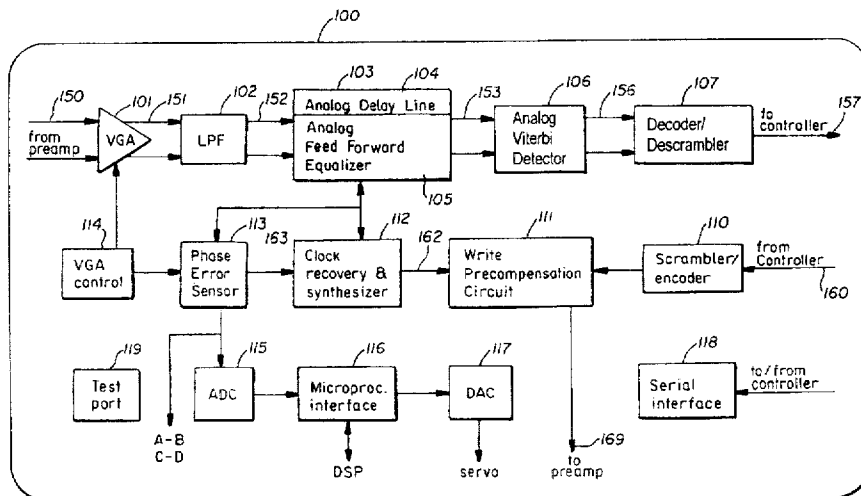 100
150
101
151
102
152
103
104
153
106
156
107
from
preamp
VGA
LPF
Analog Delay Line
Analog
Feed Forward
Equalizer
105
Analog
Viterbi
Detector
Decoder/
Descrambler
to
controller
157
114
VGA
control
113
Phase
Error
Sensor
163
112
Clock
recovery &
synthesizer
162
111
Write
Precompensation
Circuit
110
Scrambler/
encoder
from
Controller
160
119
Test
port
A-B
C-D
115
ADC
116
Microproc.
interface
DSP
117
DAC
servo
169
to
preamp
118
Serial
interface
to/from
controller